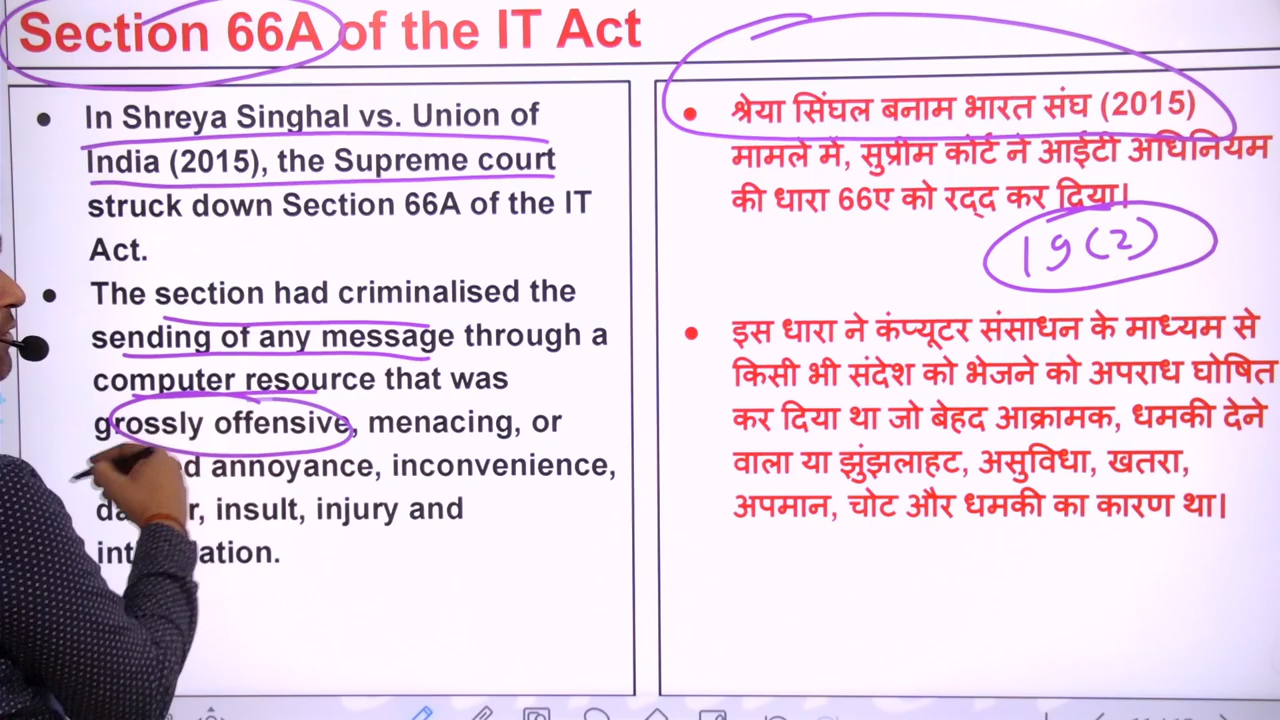 Section 66A of the IT Act
In Shreya Singhal vs. Union of
India (2015), the Supreme court
struck down Section 66A of the IT
Act.
The section had criminalised the
sending of any message through a
computer resource that was
grossly offensive, menacing, or
annoyance, inconvenience,
insult, injury and
श्रेया सिंघल बनाम भारत संघ (2015)
मामले में, सुप्रीम कोर्ट ने आईटी अधिनियम
की धारा 66ए को रद्द कर दिया।
19(2)
इस धारा ने कंप्यूटर संसाधन के माध्यम से
किसी भी संदेश को भेजने को अपराध घोषित
कर दिया था जो बेहद आक्रामक, धमकी देने
वाला या झुंझलाहट, असुविधा, खतरा,
अपमान, चोट और धमकी का कारण था।